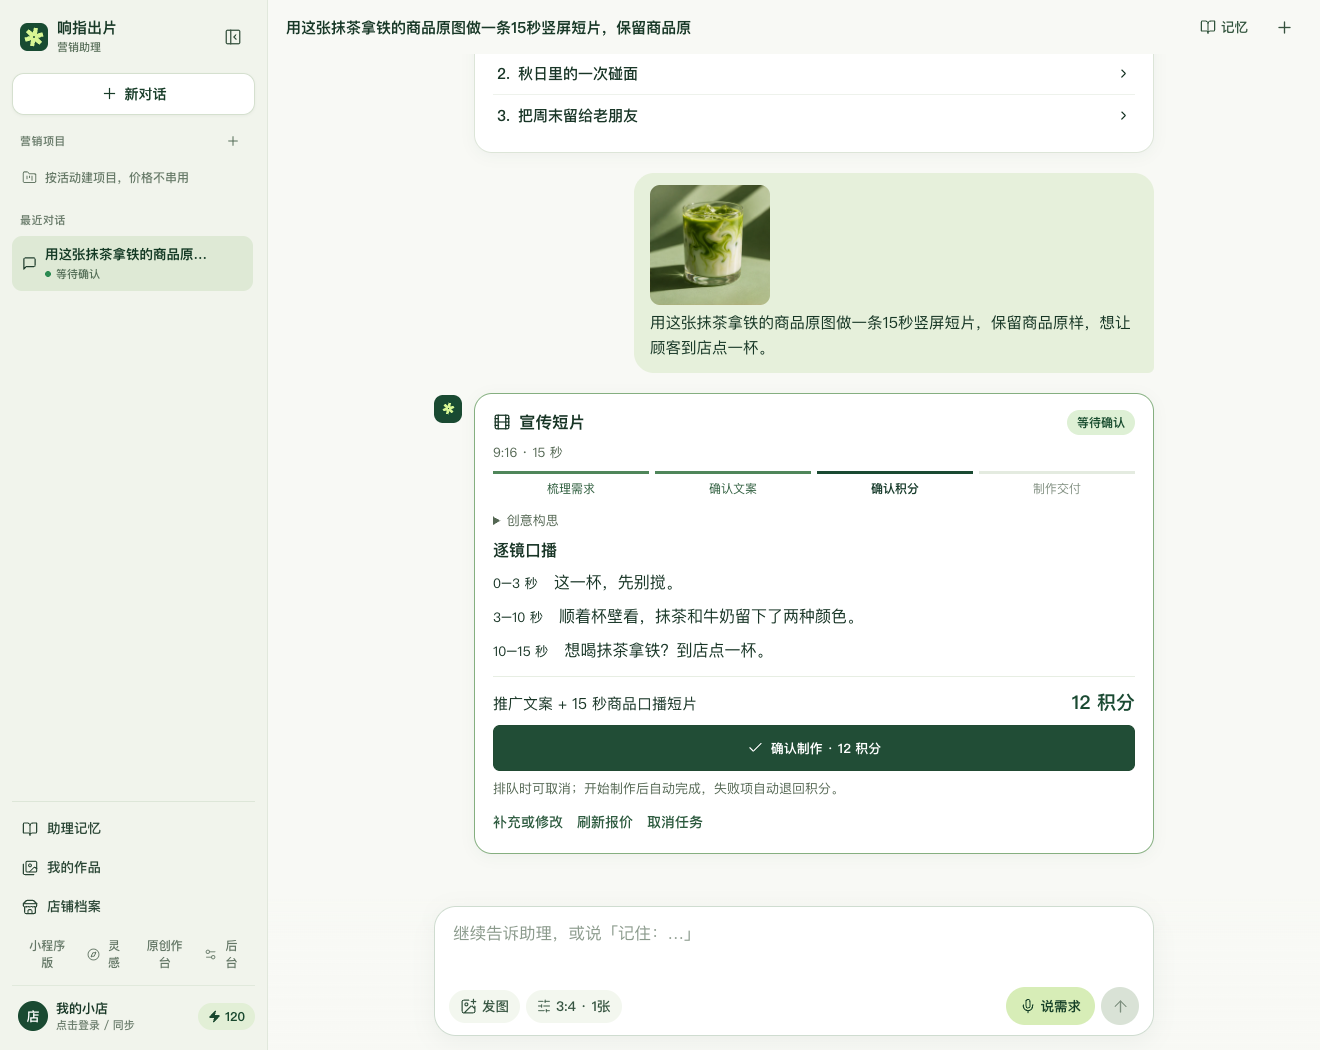 响指出片
营销助理
新对话
营销项目
按活动建项目，价格不串用
最近对话
用这张抹茶拿铁的商品原...
等待确认
助理记忆
我的作品
店铺档案
小程序版
灵感
原创作台
后台
店
我的小店
点击登录 / 同步
120
用这张抹茶拿铁的商品原图做一条15秒竖屏短片，保留商品原
记忆
2. 秋日里的一次碰面
3. 把周末留给老朋友
用这张抹茶拿铁的商品原图做一条15秒竖屏短片，保留商品原样，想让
顾客到店点一杯。
宣传短片
等待确认
9:16 · 15 秒
梳理需求
确认文案
确认积分
制作交付
创意构思
逐镜口播
0–3 秒 这一杯，先别搅。
3–10 秒 顺着杯壁看，抹茶和牛奶留下了两种颜色。
10–15 秒 想喝抹茶拿铁？到店点一杯。
推广文案 + 15 秒商品口播短片
12 积分
确认制作 · 12 积分
排队时可取消；开始制作后自动完成，失败项自动退回积分。
补充或修改 刷新报价 取消任务
继续告诉助理，或说「记住：...」
发图
3:4 · 1张
说需求